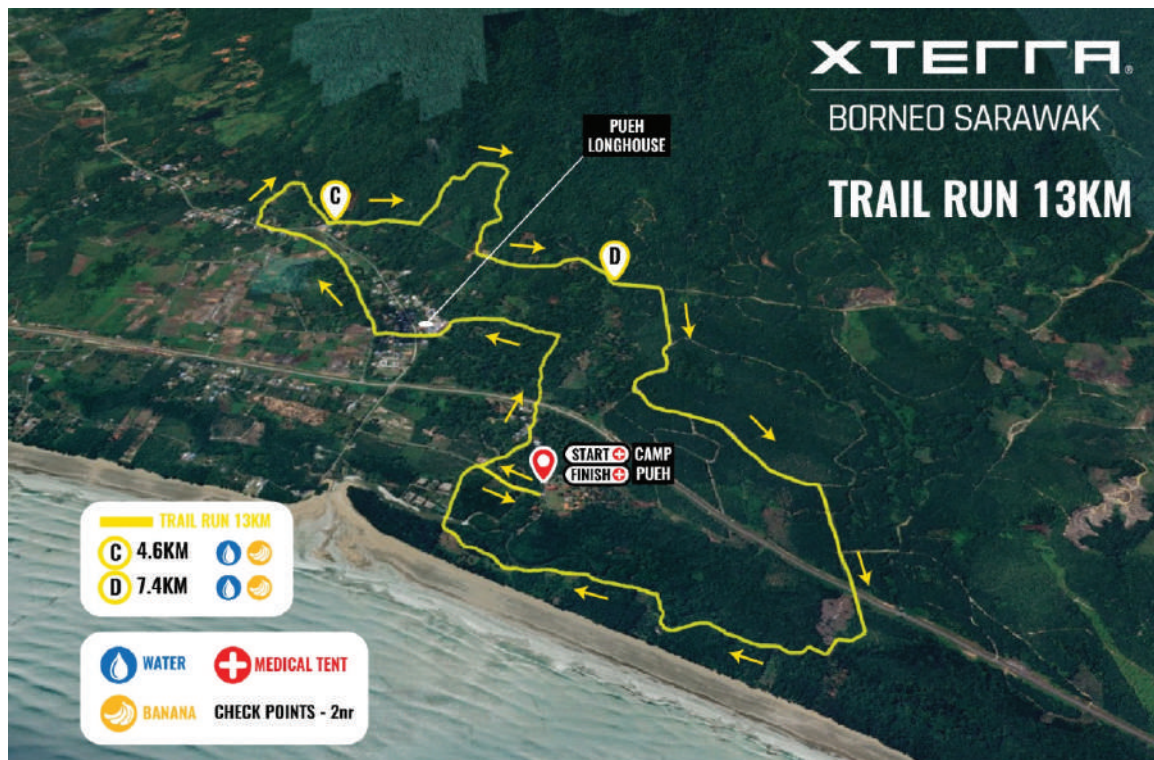 XTERRA®
BORNEO SARAWAK
TRAIL RUN 13KM
PUEH
LONGHOUSE
C
D
START CAMP
FINISH PUEH
TRAIL RUN 13KM
C 4.6KM
D 7.4KM
WATER MEDICAL TENT
BANANA CHECK POINTS - 2nr